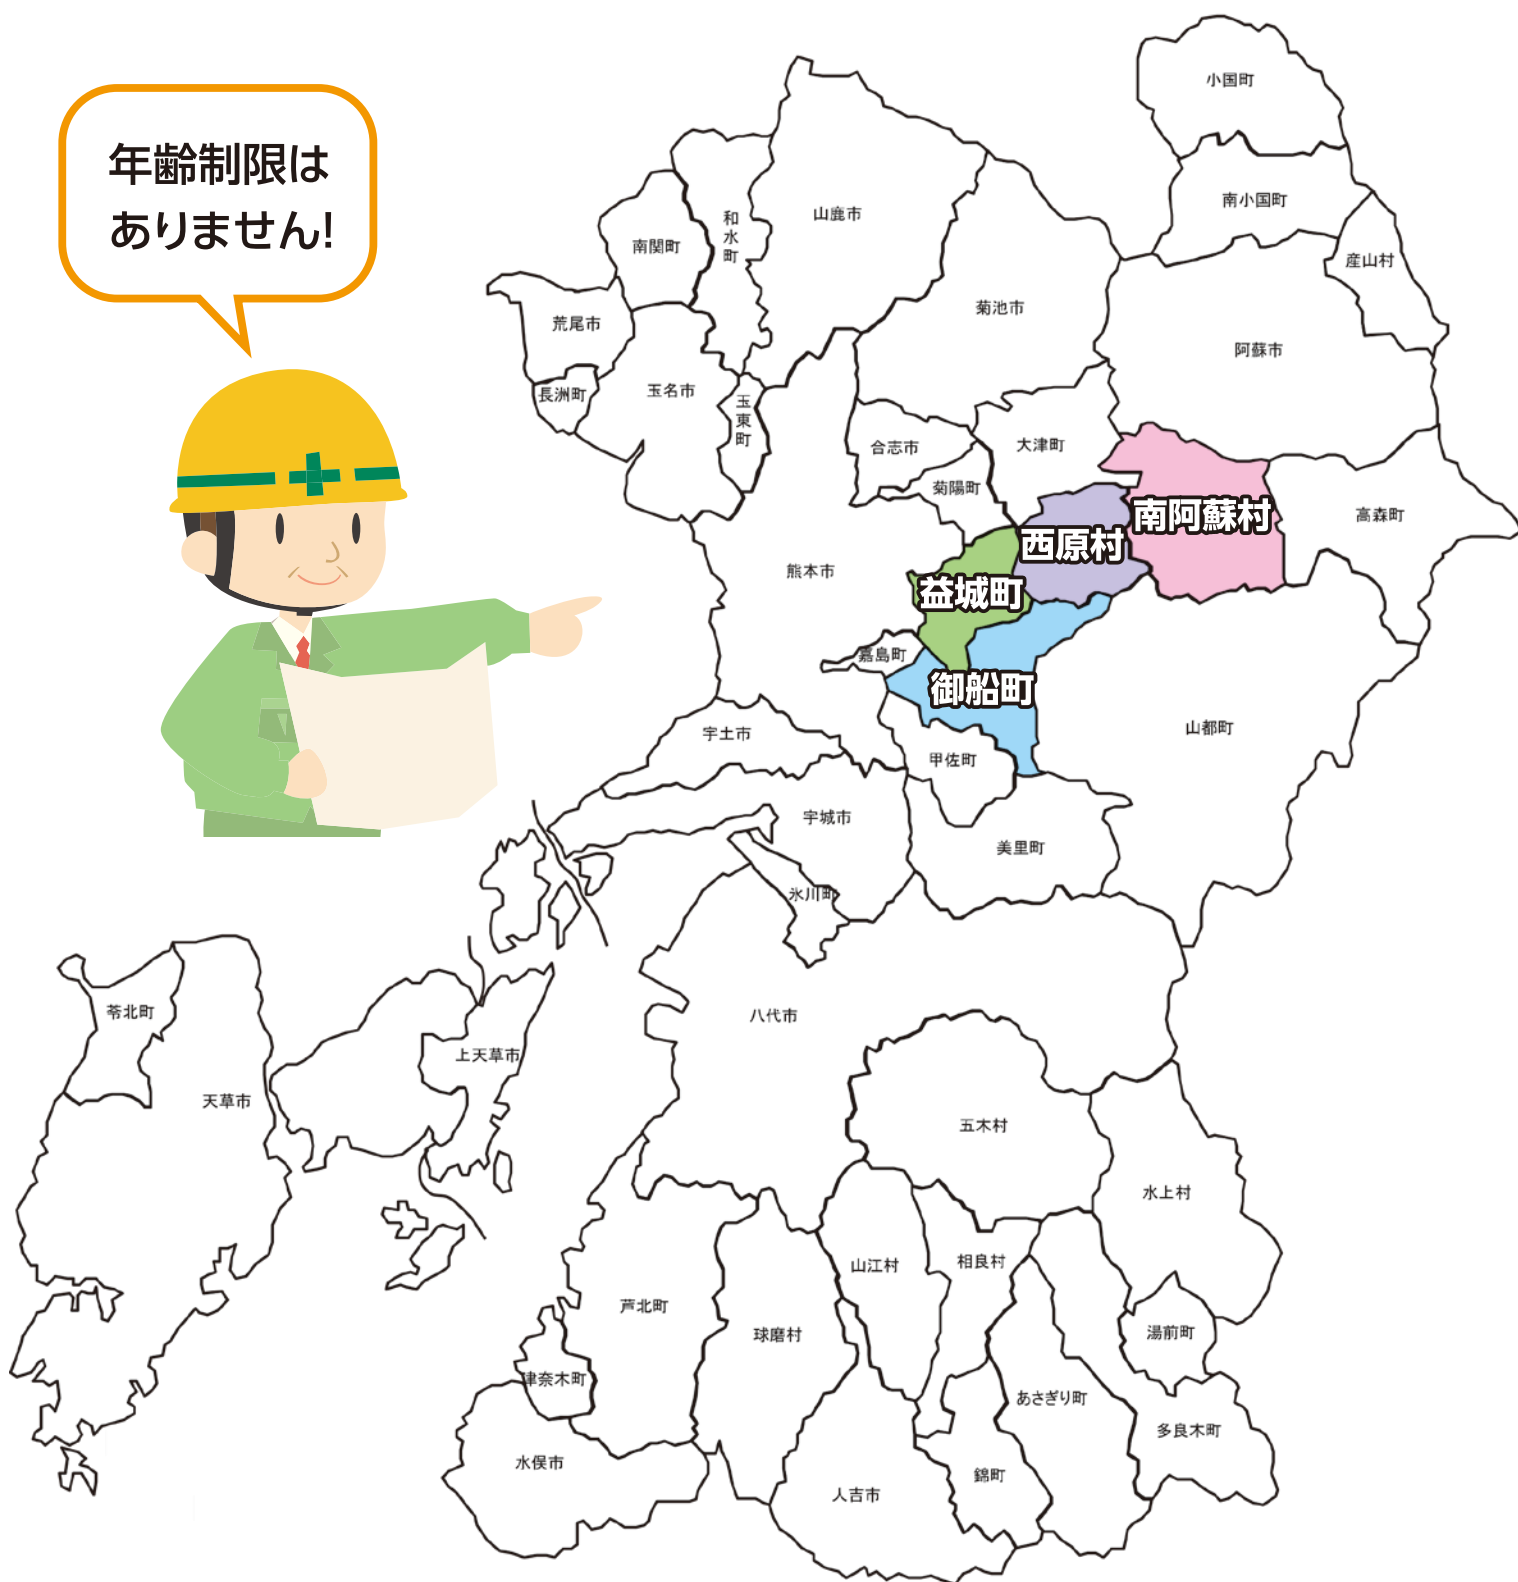 年齢制限は
ありません!
小国町
南小国町
産山村
山鹿市
和水町
南関町
菊池市
荒尾市
阿蘇市
長洲町
玉名市
玉東町
合志市
大津町
菊陽町
南阿蘇村
高森町
西原村
熊本市
益城町
嘉島町
御船町
山都町
宇土市
甲佐町
宇城市
美里町
氷川町
苓北町
八代市
上天草市
天草市
五木村
水上村
相良村
山江村
芦北町
球磨村
湯前町
津奈木町
あさぎり町
多良木町
水俣市
錦町
人吉市